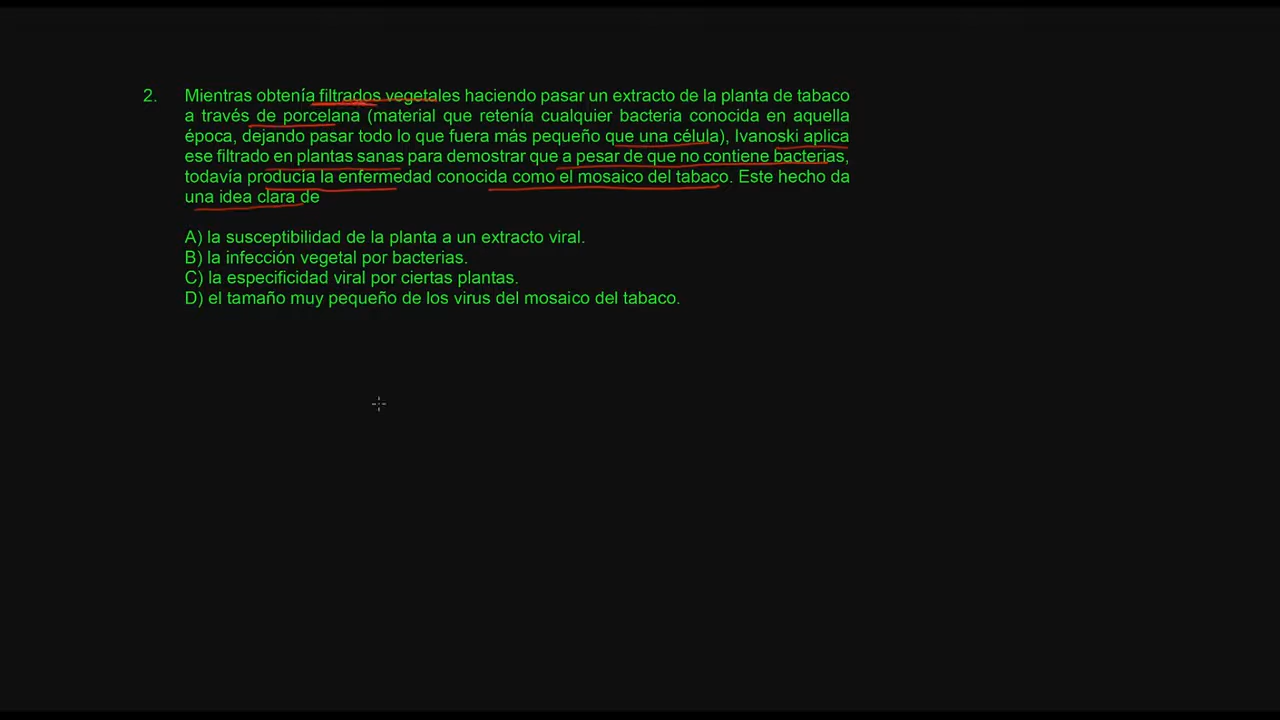 2. Mientras obtenía filtrados vegetales haciendo pasar un extracto de la planta de tabaco
a través de porcelana (material que retenía cualquier bacteria conocida en aquella
época, dejando pasar todo lo que fuera más pequeño que una célula), Ivanoski aplica
ese filtrado en plantas sanas para demostrar que a pesar de que no contiene bacterias,
todavía producía la enfermedad conocida como el mosaico del tabaco. Este hecho da
una idea clara de
A) la susceptibilidad de la planta a un extracto viral.
B) la infección vegetal por bacterias.
C) la especificidad viral por ciertas plantas.
D) el tamaño muy pequeño de los virus del mosaico del tabaco.